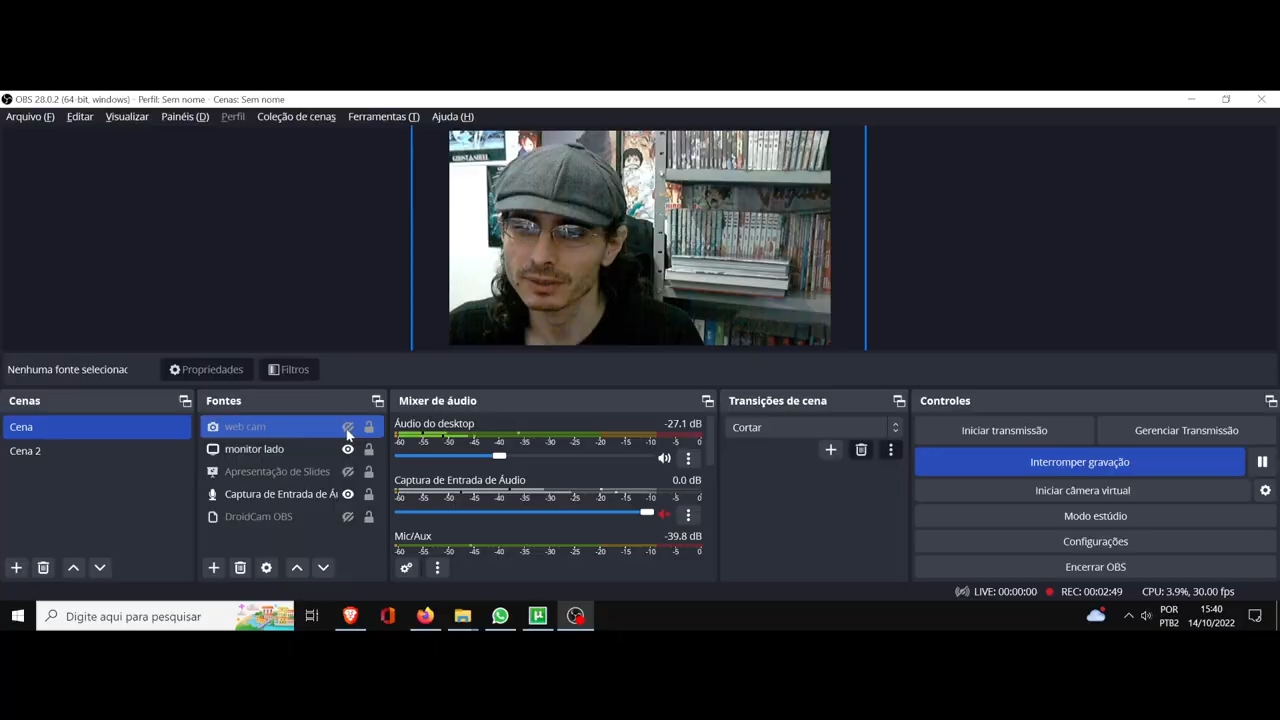 OBS 28.0.2 (64-bit, windows) - Perfil: Sem nome - Cenas: Sem nome
Arquivo (F) Editar Visualizar Painéis (D) Perfil Coleção de cenas Ferramentas (T) Ajuda (H)
Nenhuma fonte selecionac Propriedades Filtros
Cenas
Cena
Cena 2
Fontes
web cam
monitor lado
Apresentação de Slides
Captura de Entrada de Áu
DroidCam OBS
Mixer de áudio
Áudio do desktop -27.1 dB
-60 -55 -50 -45 -40 -35 -30 -25 -20 -15 -10 -5 0
Captura de Entrada de Áudio 0.0 dB
-60 -55 -50 -45 -40 -35 -30 -25 -20 -15 -10 -5 0
Mic/Aux -39.8 dB
-60 -55 -50 -45 -40 -35 -30 -25 -20 -15 -10 -5 0
Transições de cena
Cortar
Controles
Iniciar transmissão Gerenciar Transmissão
Interromper gravação
Iniciar câmera virtual
Modo estúdio
Configurações
Encerrar OBS
LIVE: 00:00:00 REC: 00:02:49 CPU: 3.9%, 30.00 fps
Digite aqui para pesquisar
POR
PTB2
15:40
14/10/2022